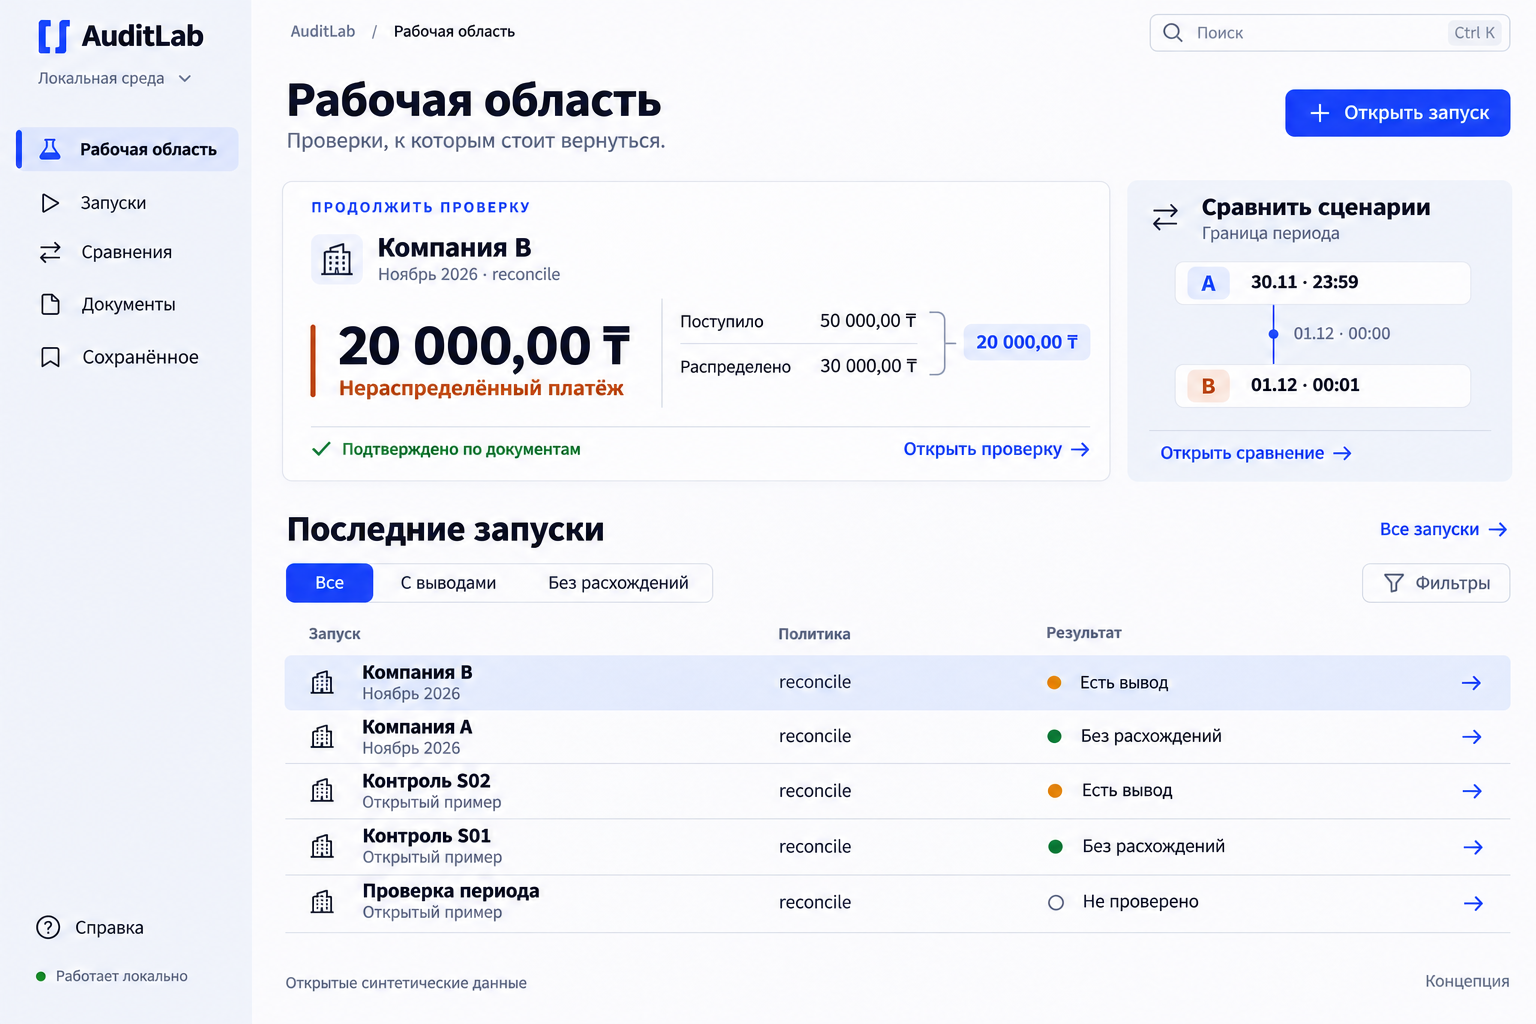 AuditLab
Локальная среда
Рабочая область
Запуски
Сравнения
Документы
Сохранённое
Справка
Работает локально
AuditLab / Рабочая область
Поиск Ctrl K
Рабочая область
Проверки, к которым стоит вернуться.
+ Открыть запуск
ПРОДОЛЖИТЬ ПРОВЕРКУ
Компания B
Ноябрь 2026 · reconcile
20 000,00 ₸
Нераспределённый платёж
Поступило 50 000,00 ₸
Распределено 30 000,00 ₸
20 000,00 ₸
Подтверждено по документам
Открыть проверку →
Сравнить сценарии
Граница периода
A 30.11 · 23:59
01.12 · 00:00
B 01.12 · 00:01
Открыть сравнение →
Последние запуски
Все запуски →
Все С выводами Без расхождений
Фильтры
Запуск Политика Результат
Компания B
Ноябрь 2026
reconcile
Есть вывод
Компания A
Ноябрь 2026
reconcile
Без расхождений
Контроль S02
Открытый пример
reconcile
Есть вывод
Контроль S01
Открытый пример
reconcile
Без расхождений
Проверка периода
Открытый пример
reconcile
Не проверено
Открытые синтетические данные
Концепция